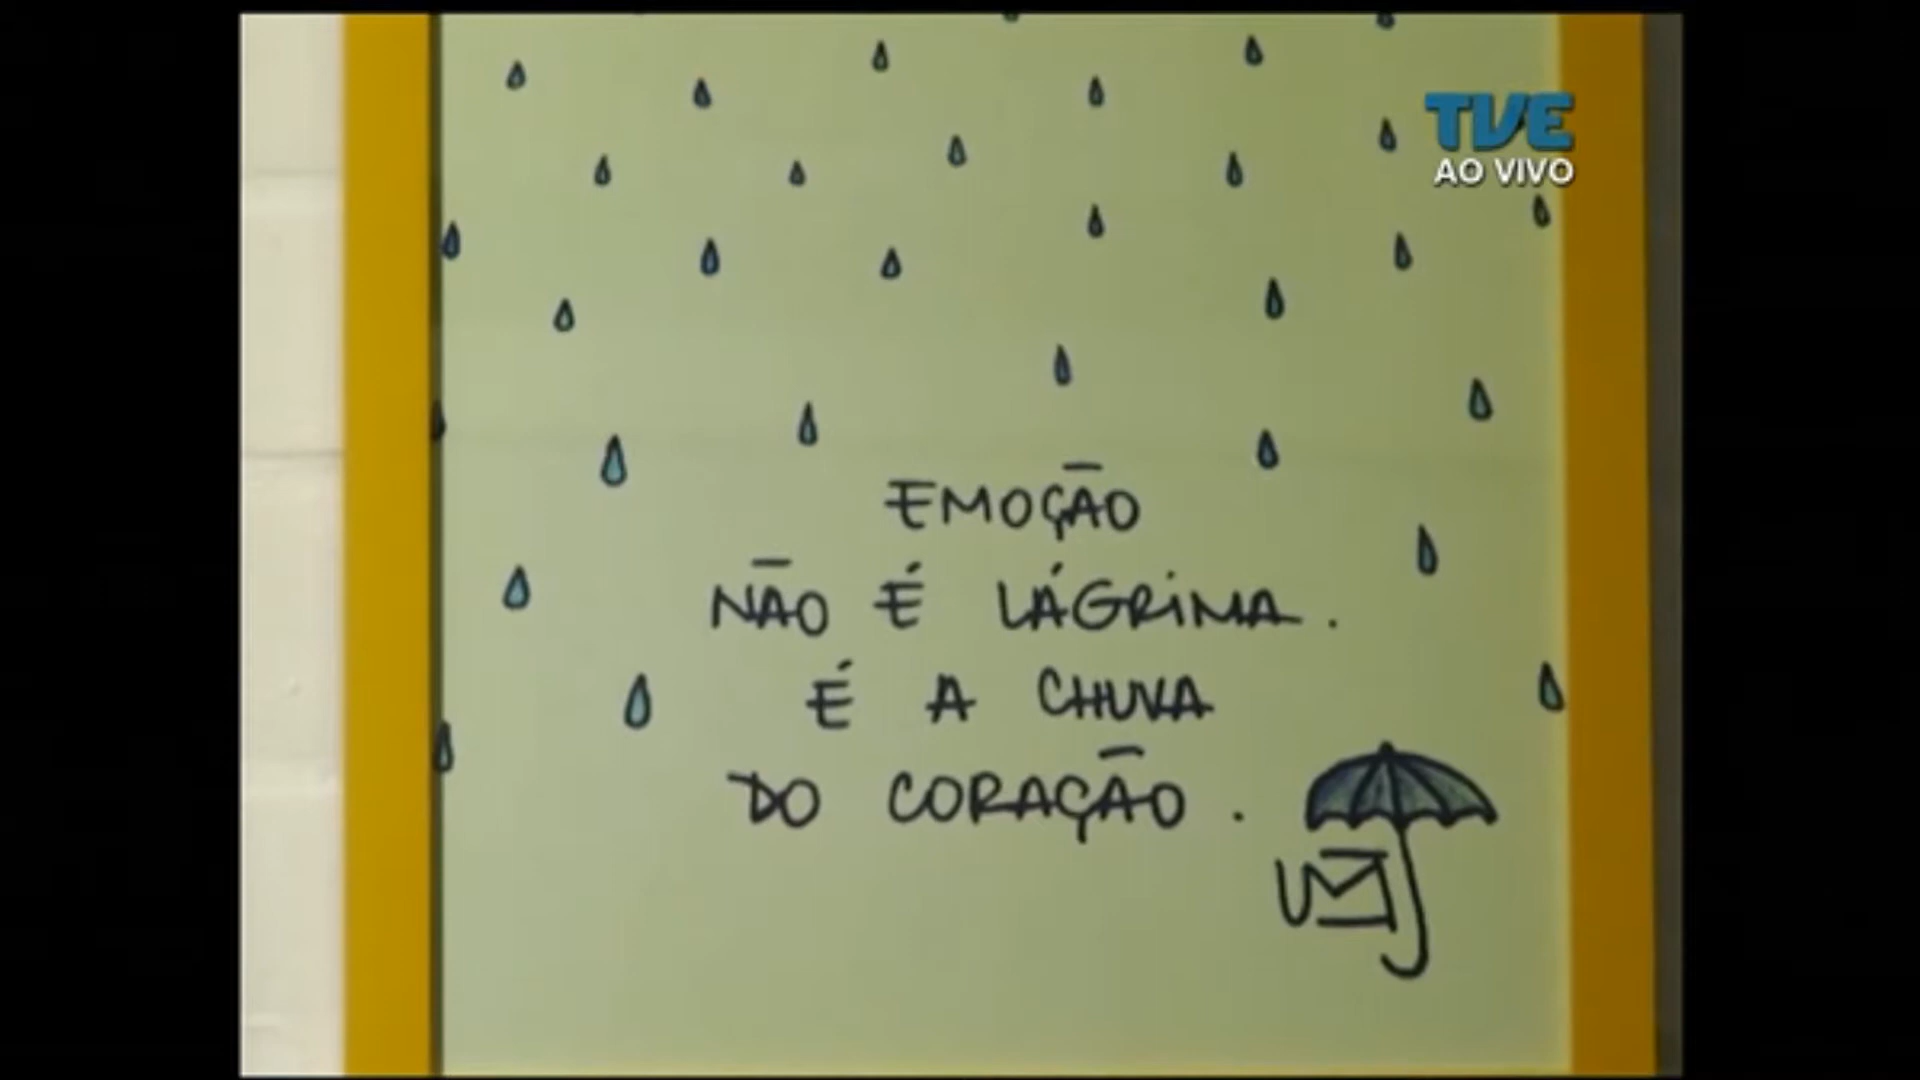 TVE
AO VIVO
EMOÇÃO
NÃO É LÁGRIMA.
É A CHUVA
DO CORAÇÃO.